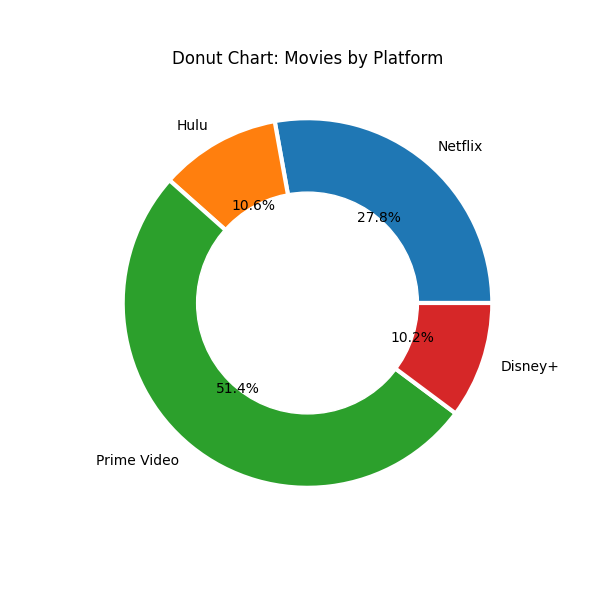 Donut Chart: Movies by Platform
Hulu
Netflix
10.6%
27.8%
10.2%
Disney+
51.4%
Prime Video